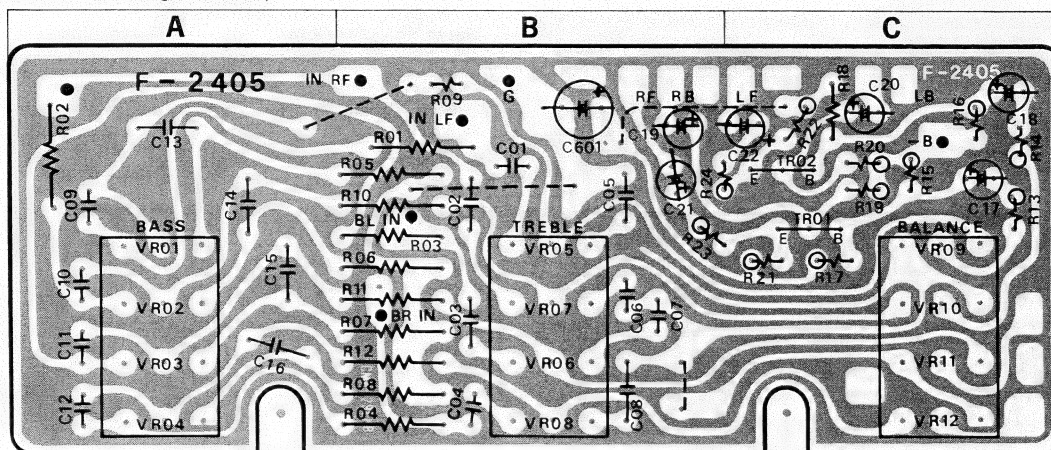 A B C
F-2405 IN RF G F-2405
R02 R09 RF RB LF R18 C20 LB R16 C18
C13 IN LF C601 C19 C22
R01 C01 TR02 R20 B R14
R05 E B R15
C09 C14 R10 C02 C05 C21 R24 R19 C17 R13
BL IN TR01
BASS R03 TREBLE R23 E B BALANCE
VR01 VR05 VR09
C15 R06 R21 R17
C10 R11
VR02 BR IN C03 VR07 C06 C07 VR10
R07
C11 C16 R12
VR03 VR06 VR11
R08
C12 R04 C04 C08
VR04 VR08 VR12